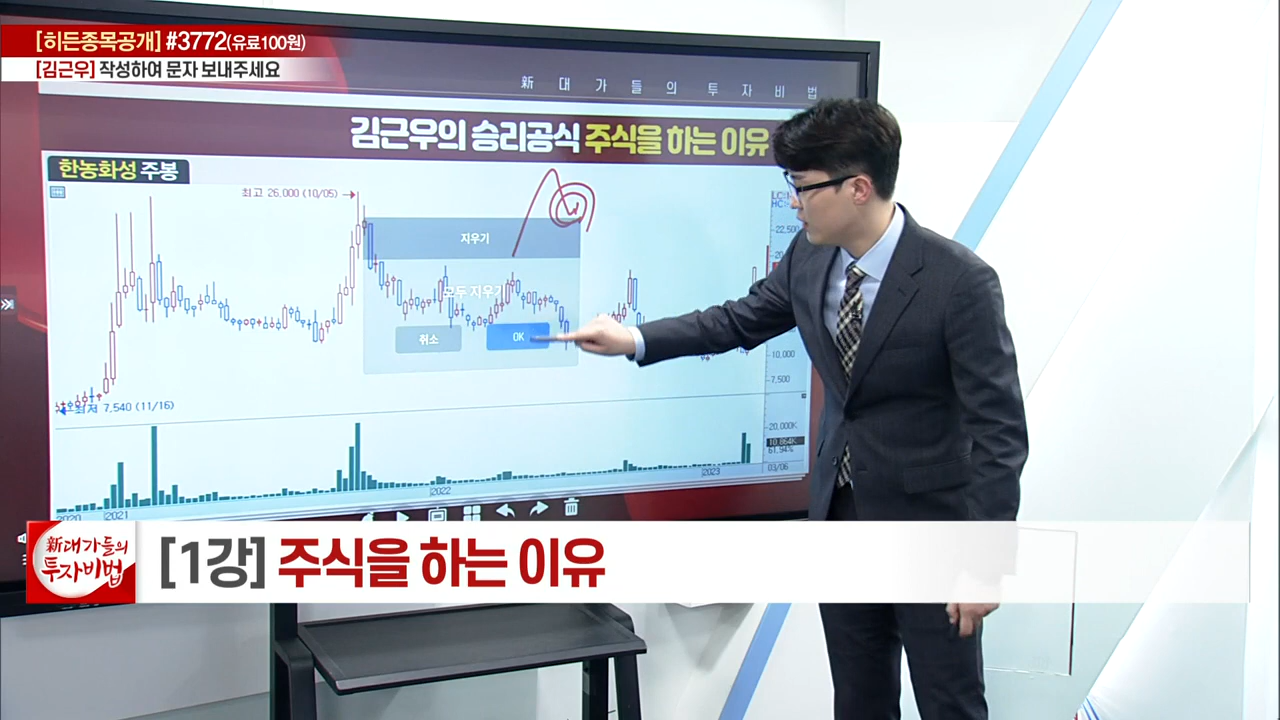 [히든종목공개] #3772(유료100원)
[김근우] 작성하여 문자 보내주세요
新 대 가 들 의 투 자 비 법
김근우의 승리공식 주식을 하는 이유
한농화성 주봉
최고 26,000 (10/05)
지우기
모두 지우기
취소
OK
최저 7,540 (11/16)
22,500
10,000
7,500
20,000K
10,864K
61.94%
03/06
2020
2021
2022
2023
新대가들의
투자비법
[1강] 주식을 하는 이유